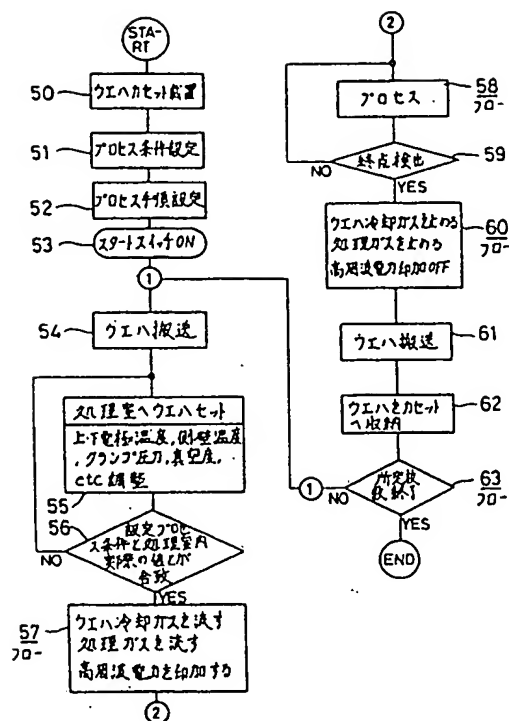 STA-
RT
50
ウエハカセット載置
51
プロセス条件設定
52
プロセス手順設定
53
スタートスイッチON
1
54
ウエハ搬送
処理室へウエハセット
上下電極温度,側壁温度
,クランプ圧力,真空度,
etc 調整
55
56
設定プロセ
ス条件と処理室内
実際の値とが
合致
NO
YES
57
フロー
ウエハ冷却ガスを流す
処理ガスを流す
高周波電力を印加する
2
2
58
フロー
プロセス
59
終点検出
NO
YES
60
フロー
ウエハ冷却ガスを止める
処理ガスを止める
高周波電力印加OFF
61
ウエハ搬送
62
ウエハをカセット
へ収納
63
フロー
所定枚
数終了
1
NO
YES
END